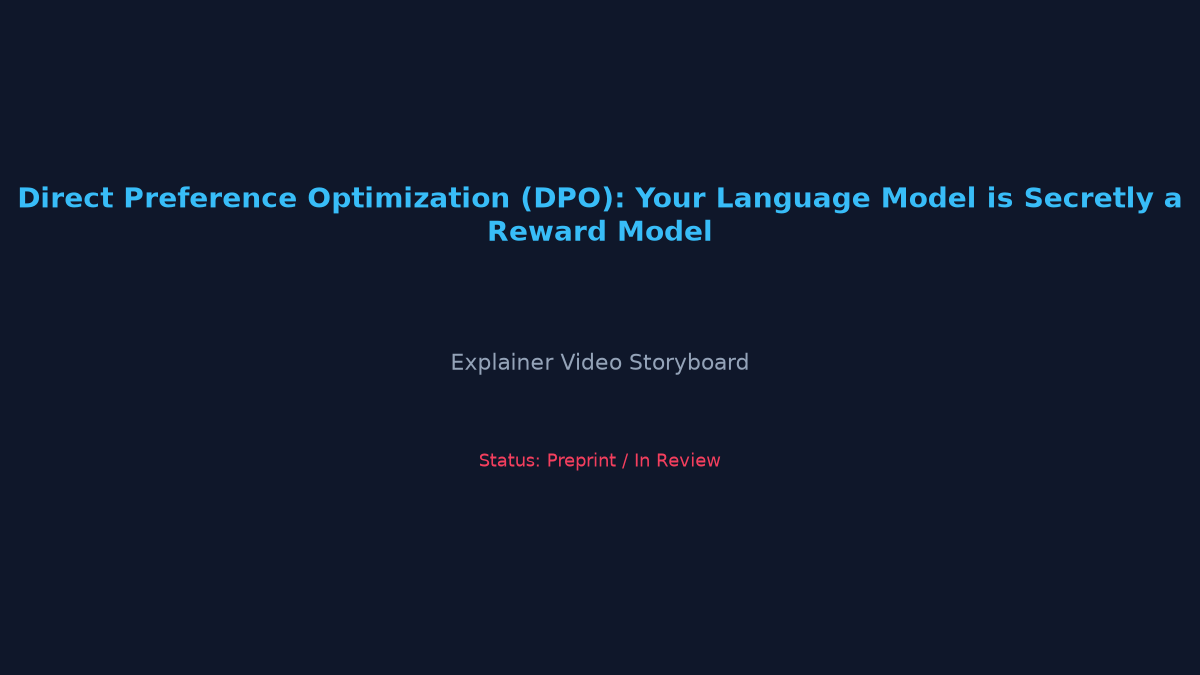 Direct Preference Optimization (DPO): Your Language Model is Secretly a
Reward Model
Explainer Video Storyboard
Status: Preprint / In Review